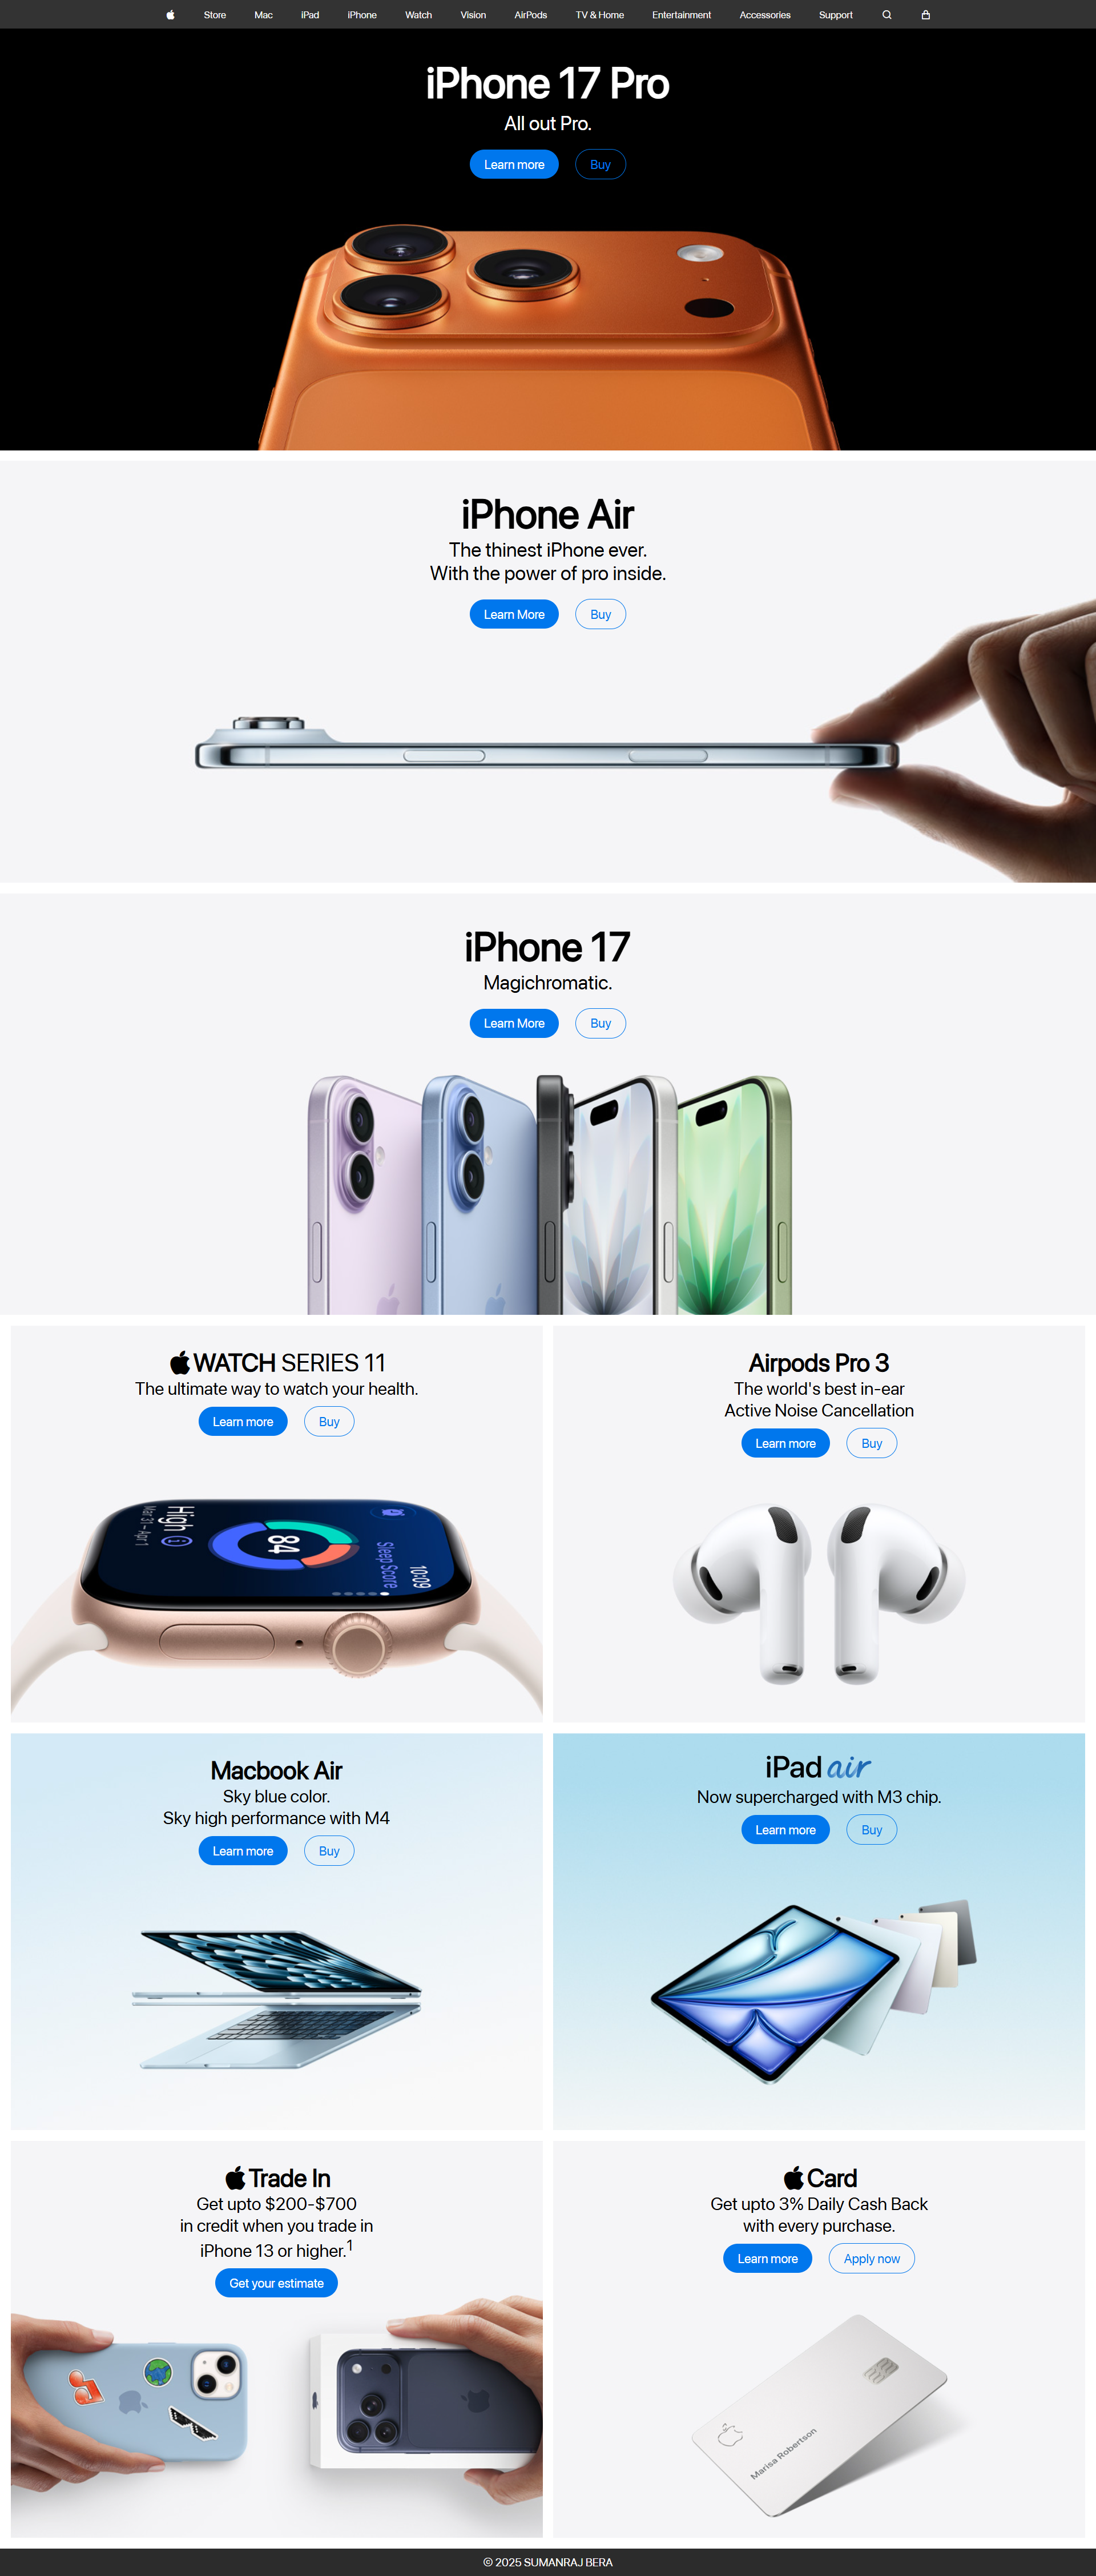 Store Mac iPad iPhone Watch Vision AirPods TV & Home Entertainment Accessories Support
iPhone 17 Pro
All out Pro.
Learn more Buy
iPhone Air
The thinest iPhone ever.
With the power of pro inside.
Learn More Buy
iPhone 17
Magichromatic.
Learn More Buy
WATCH SERIES 11
The ultimate way to watch your health.
Learn more Buy
10:09
Sleep Score
84
High
Mar 31 – Apr 1
Airpods Pro 3
The world's best in-ear
Active Noise Cancellation
Learn more Buy
Macbook Air
Sky blue color.
Sky high performance with M4
Learn more Buy
iPad air
Now supercharged with M3 chip.
Learn more Buy
Trade In
Get upto $200-$700
in credit when you trade in
iPhone 13 or higher.1
Get your estimate
Card
Get upto 3% Daily Cash Back
with every purchase.
Learn more Apply now
Marisa Robertson
© 2025 SUMANRAJ BERA